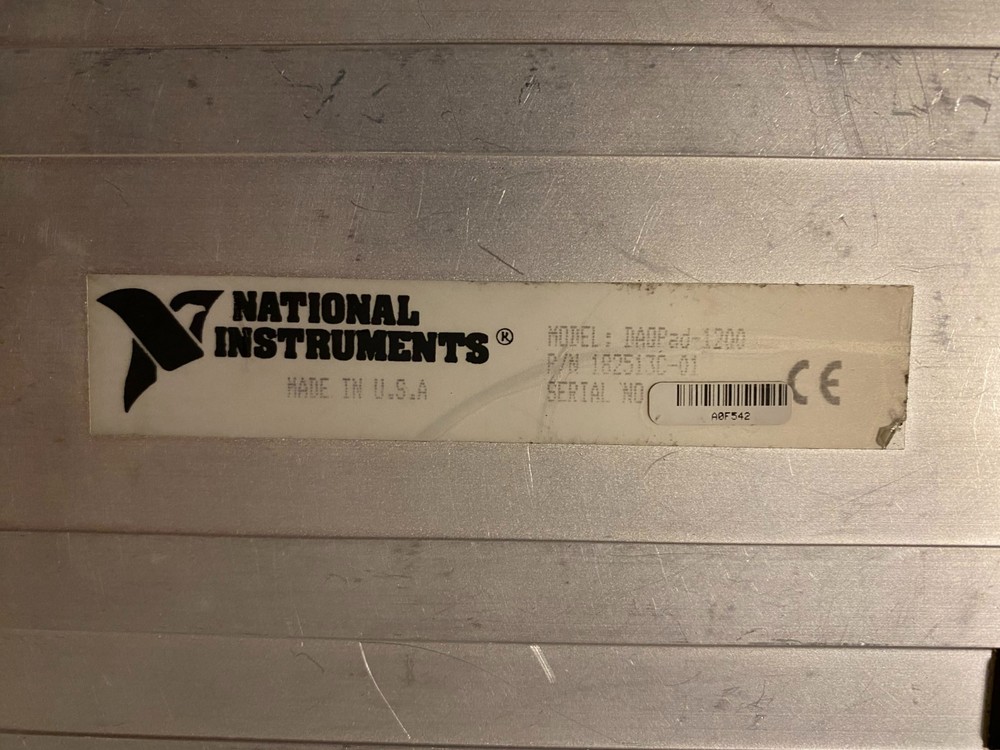 NATIONAL
INSTRUMENTS®
MADE IN U.S.A
MODEL: DAQPad-1200
P/N 182513C-01
SERIAL NO
A0F542
CE